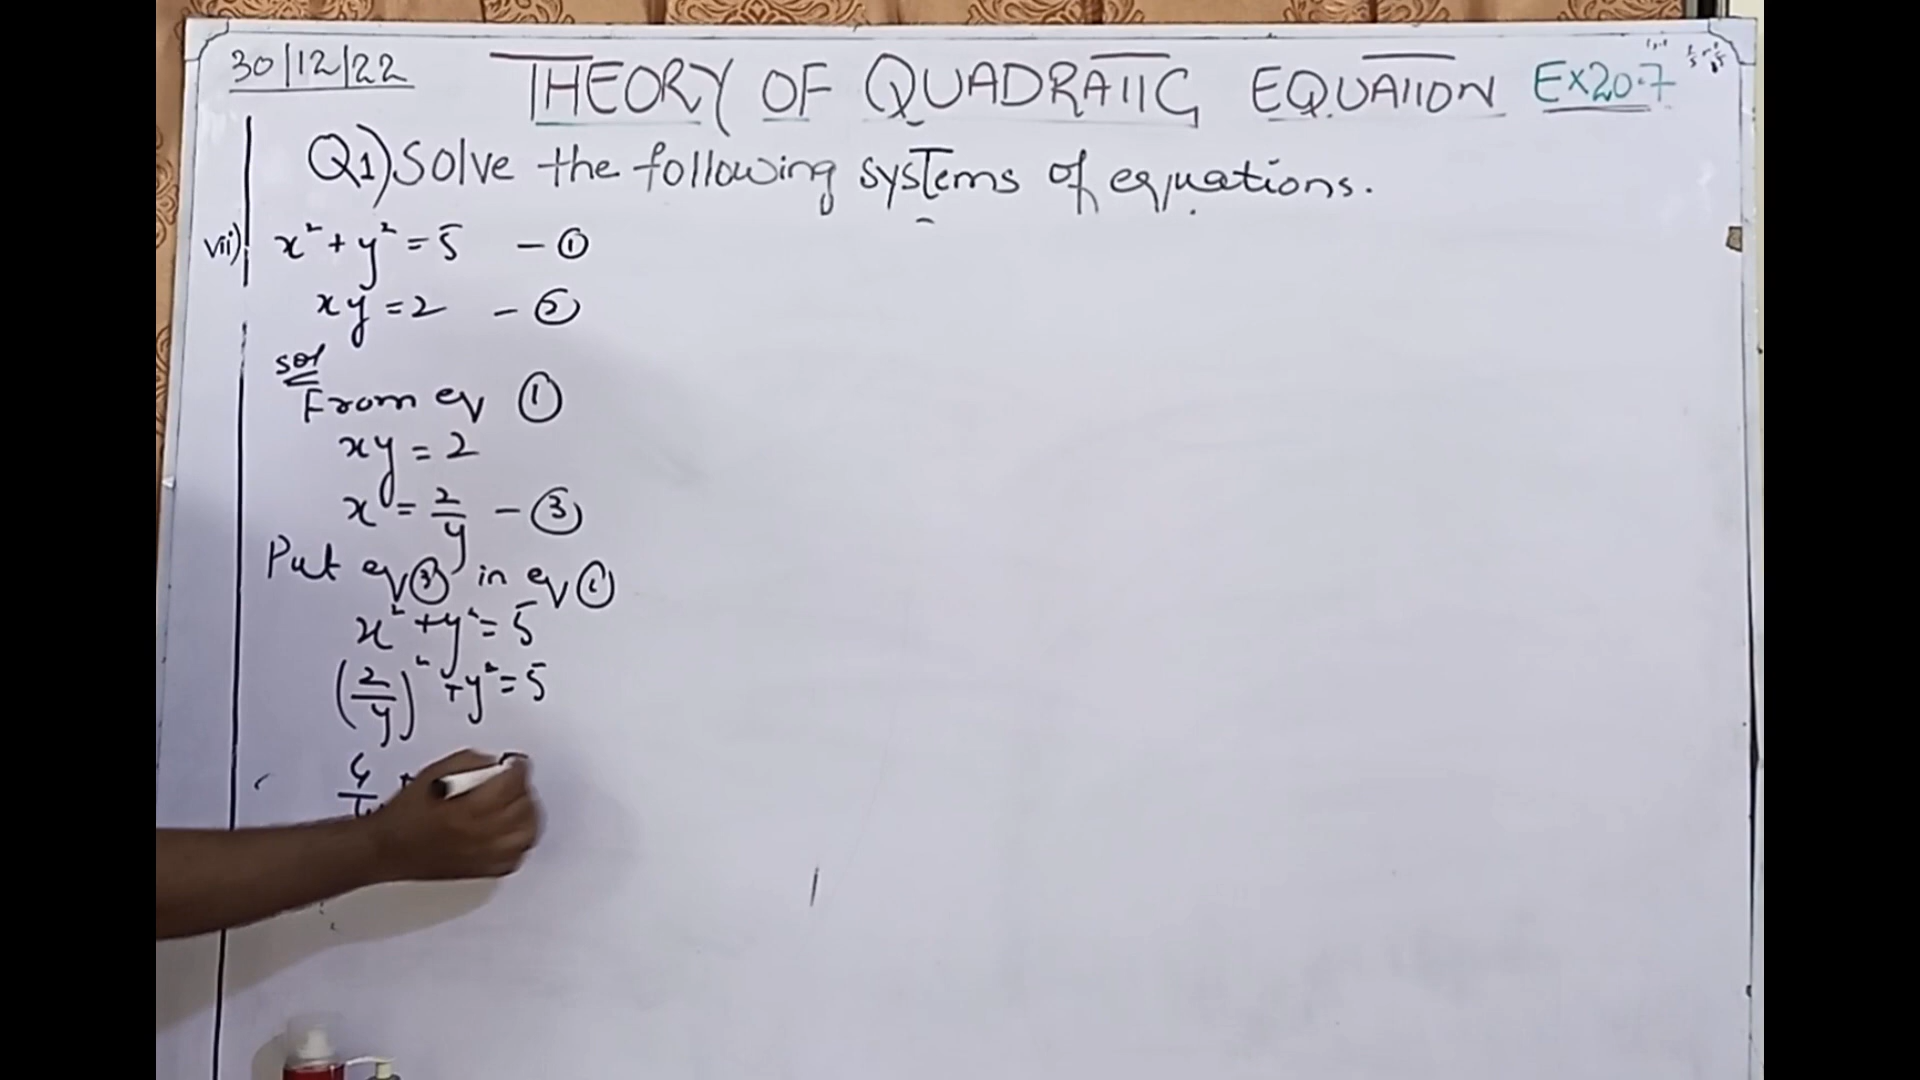 30/12/22 THEORY OF QUADRATIC EQUATION Ex20.7
Q1) Solve the following systems of equations.
vii) x² + y² = 5 - ①
xy = 2 - ②
sol
From eq ①
xy = 2
x = 2/y - ③
Put eq ③ in eq ①
x² + y² = 5
(2/y)² + y² = 5
4